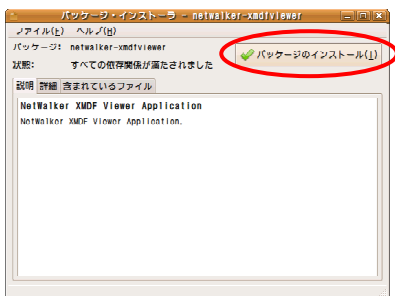 パッケージ・インストーラ - netwalker-xmdfviewer
ファイル(F) ヘルプ(H)
パッケージ: netwalker-xmdfviewer
パッケージのインストール(I)
状態: すべての依存関係が満たされました
説明 詳細 含まれているファイル
NetWalker XMDF Viewer Application
NetWalker XMDF Viewer Application.